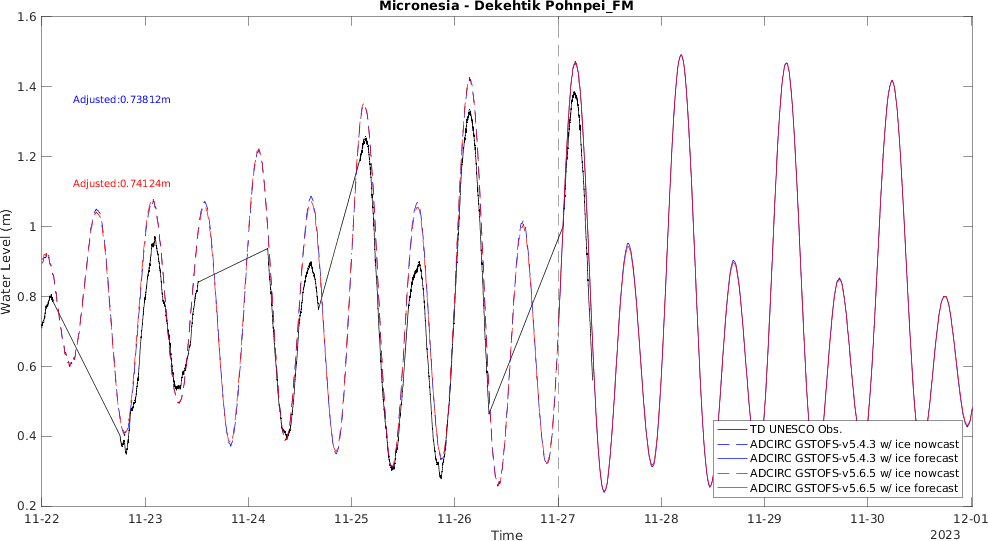 Micronesia - Dekehtik Pohnpei_FM
1.6
1.4
1.2
1
0.8
0.6
0.4
0.2
Water Level (m)
Adjusted:0.73812m
Adjusted:0.74124m
TD UNESCO Obs.
ADCIRC GSTOFS-v5.4.3 w/ ice nowcast
ADCIRC GSTOFS-v5.4.3 w/ ice forecast
ADCIRC GSTOFS-v5.6.5 w/ ice nowcast
ADCIRC GSTOFS-v5.6.5 w/ ice forecast
11-22 11-23 11-24 11-25 11-26 11-27 11-28 11-29 11-30 12-01
Time
2023